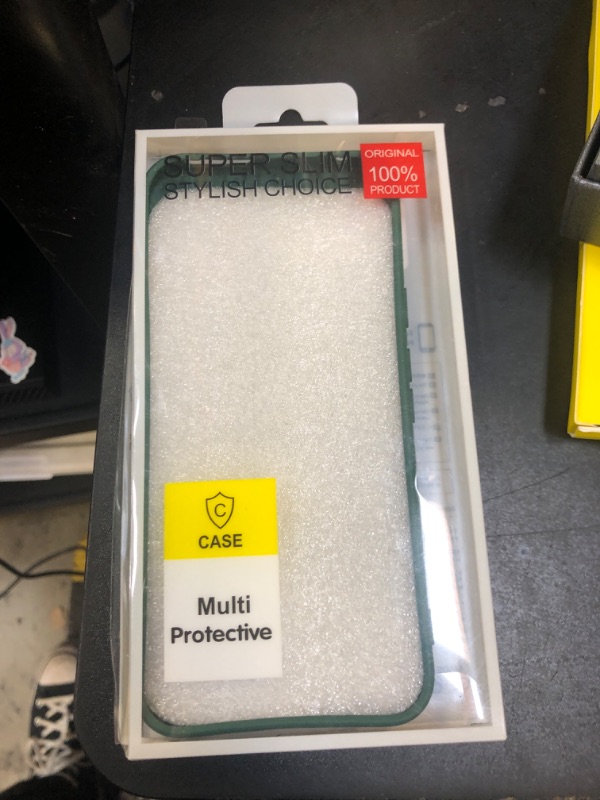 SUPER SLIM
STYLISH CHOICE
ORIGINAL
100%
PRODUCT
C
CASE
Multi
Protective